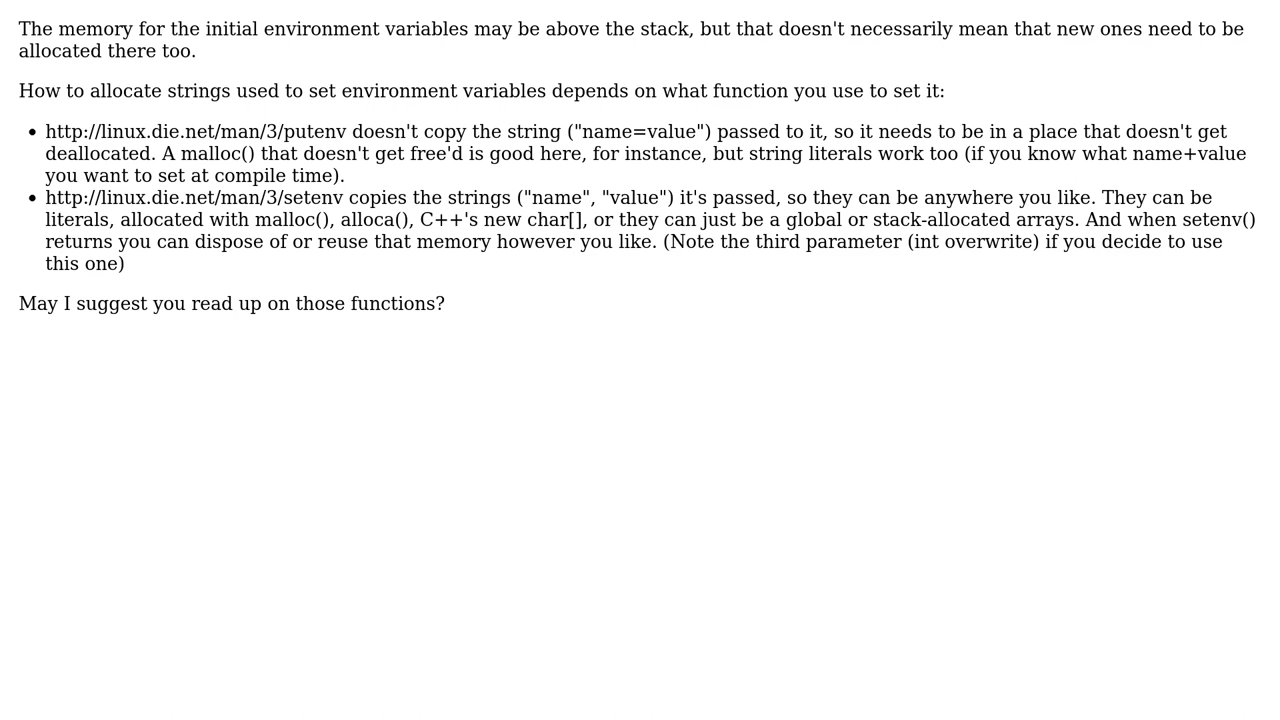 The memory for the initial environment variables may be above the stack, but that doesn't necessarily mean that new ones need to be
allocated there too.
How to allocate strings used to set environment variables depends on what function you use to set it:
• http://linux.die.net/man/3/putenv doesn't copy the string ("name=value") passed to it, so it needs to be in a place that doesn't get
deallocated. A malloc() that doesn't get free'd is good here, for instance, but string literals work too (if you know what name+value
you want to set at compile time).
• http://linux.die.net/man/3/setenv copies the strings ("name", "value") it's passed, so they can be anywhere you like. They can be
literals, allocated with malloc(), alloca(), C++'s new char[], or they can just be a global or stack-allocated arrays. And when setenv()
returns you can dispose of or reuse that memory however you like. (Note the third parameter (int overwrite) if you decide to use
this one)
May I suggest you read up on those functions?